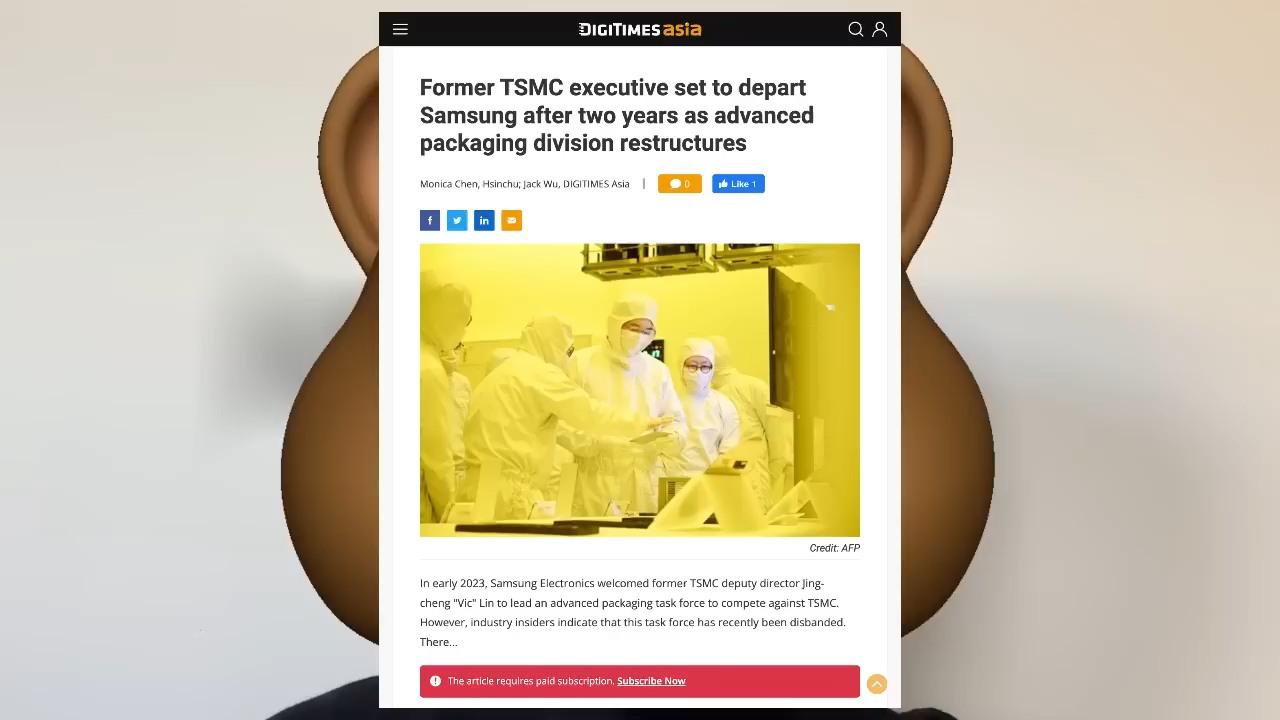 DIGITIMES asia
Former TSMC executive set to depart
Samsung after two years as advanced
packaging division restructures
Monica Chen, Hsinchu; Jack Wu, DIGITIMES Asia | 0 Like 1
f in
Credit: AFP
In early 2023, Samsung Electronics welcomed former TSMC deputy director Jing-
cheng "Vic" Lin to lead an advanced packaging task force to compete against TSMC.
However, industry insiders indicate that this task force has recently been disbanded.
There...
The article requires paid subscription. Subscribe Now